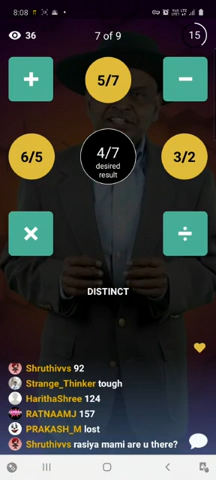 8:08
36
7 of 9
15
+
5/7
−
6/5
4/7
desired
result
3/2
×
÷
DISTINCT
Shruthivvs 92
Strange_Thinker tough
HarithaShree 124
RATNAAMJ 157
PRAKASH_M lost
Shruthivvs rasiya mami are u there?